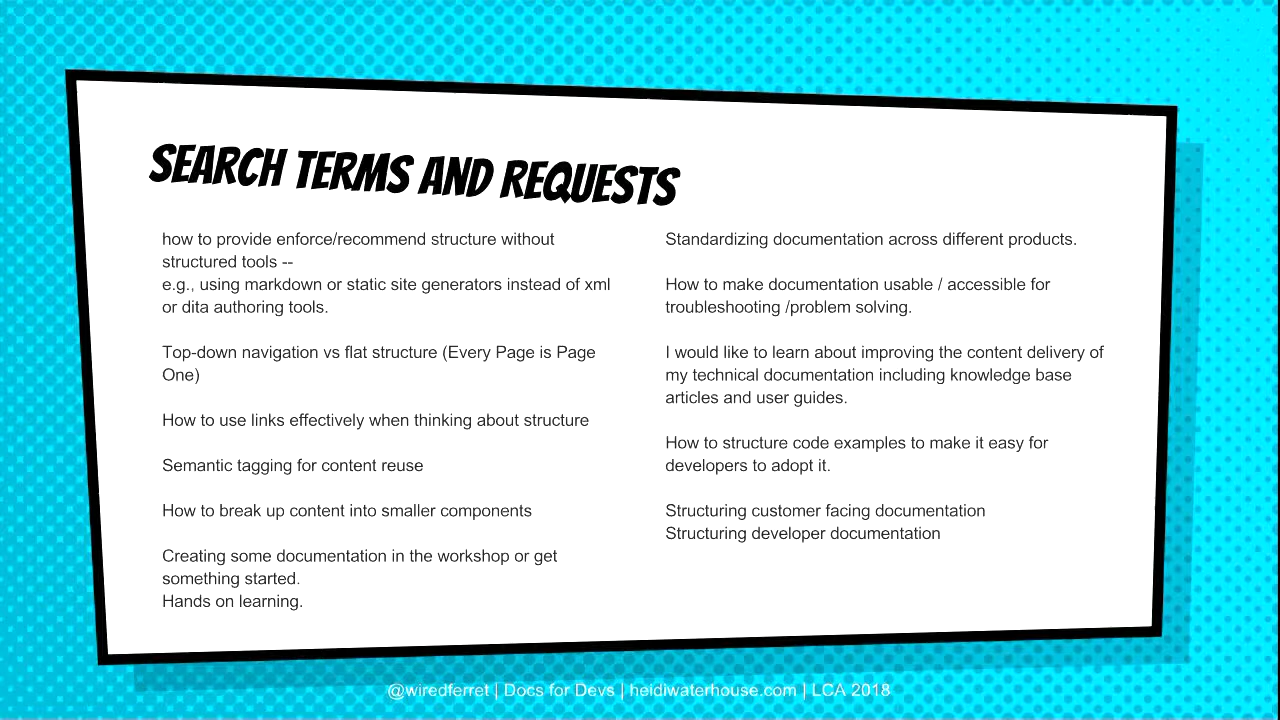 SEARCH TERMS AND REQUESTS
how to provide enforce/recommend structure without
structured tools --
e.g., using markdown or static site generators instead of xml
or dita authoring tools.
Top-down navigation vs flat structure (Every Page is Page
One)
How to use links effectively when thinking about structure
Semantic tagging for content reuse
How to break up content into smaller components
Creating some documentation in the workshop or get
something started.
Hands on learning.
Standardizing documentation across different products.
How to make documentation usable / accessible for
troubleshooting /problem solving.
I would like to learn about improving the content delivery of
my technical documentation including knowledge base
articles and user guides.
How to structure code examples to make it easy for
developers to adopt it.
Structuring customer facing documentation
Structuring developer documentation
@wiredferret | Docs for Devs | heidiwaterhouse.com | LCA 2018